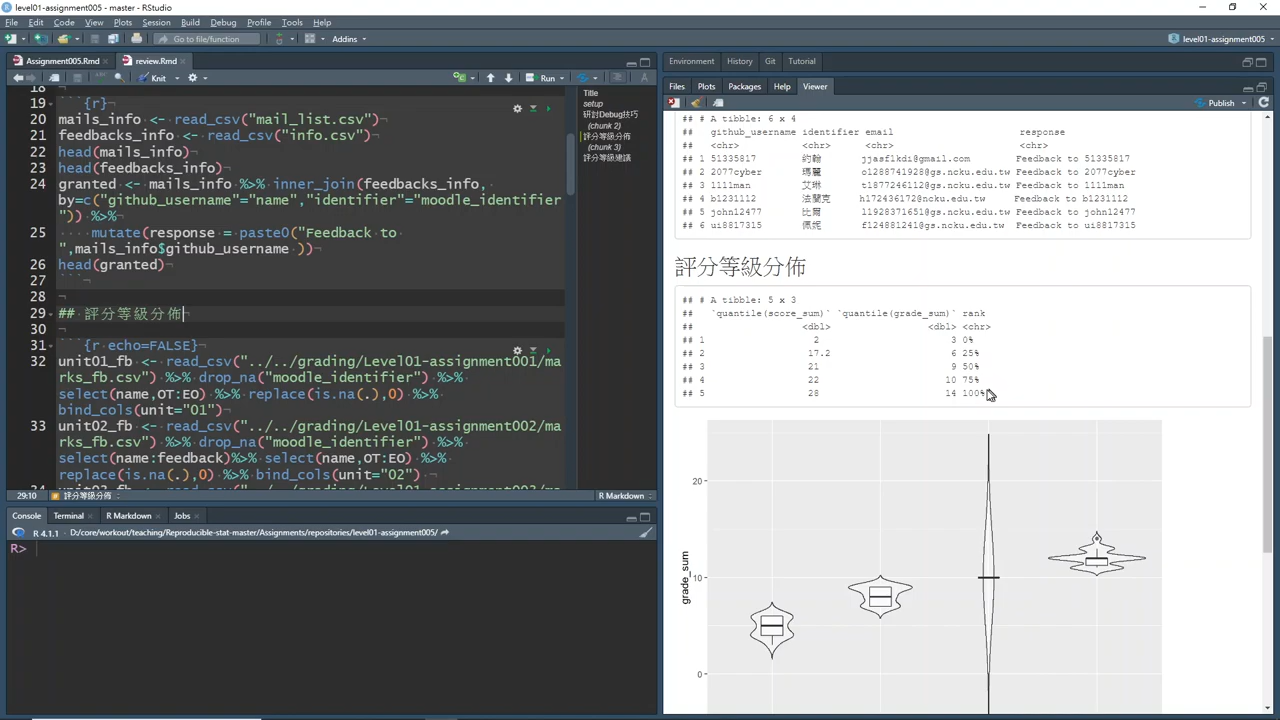 level01-assignment005 - master - RStudio
File Edit Code View Plots Session Build Debug Profile Tools Help
Go to file/function Addins level01-assignment005
Assignment005.Rmd review.Rmd
Knit Run
18
19 ```{r}
20 mails_info <- read_csv("mail_list.csv")
21 feedbacks_info <- read_csv("info.csv")
22 head(mails_info)
23 head(feedbacks_info)
24 granted <- mails_info %>% inner_join(feedbacks_info,
by=c("github_username"="name","identifier"="moodle_identifier
")) %>%
25 mutate(response = paste0("Feedback to
",mails_info$github_username ))
26 head(granted)
27 ```
28
29 ## 評分等級分佈
30
31 ```{r echo=FALSE}
32 unit01_fb <- read_csv("../../grading/Level01-assignment001/ma
rks_fb.csv") %>% drop_na("moodle_identifier") %>%
select(name,OT:EO) %>% replace(is.na(.),0) %>%
bind_cols(unit="01")
33 unit02_fb <- read_csv("../../grading/Level01-assignment002/ma
rks_fb.csv") %>% drop_na("moodle_identifier") %>%
select(name:feedback)%>% select(name,OT:EO) %>%
replace(is.na(.),0) %>% bind_cols(unit="02")
29:10 評分等級分佈 R Markdown
Title
setup
研討Debug技巧
(chunk 2)
評分等級分佈
(chunk 3)
評分等級建議
Console Terminal R Markdown Jobs
R 4.1.1 · D:/core/workout/teaching/Reproducible-stat-master/Assignments/repositories/level01-assignment005/
R>
Environment History Git Tutorial
Files Plots Packages Help Viewer
Publish
## # A tibble: 6 x 4
## github_username identifier email response
## <chr> <chr> <chr> <chr>
## 1 51335817 約翰 jjaaflkdi@gmail.com Feedback to 51335817
## 2 2077cyber 瑪麗 o1288741928@gs.ncku.edu.tw Feedback to 2077cyber
## 3 1111man 艾琳 t1877246112@gs.ncku.edu.tw Feedback to 1111man
## 4 b1231112 法蘭克 h172436172@gs.ncku.edu.tw Feedback to b1231112
## 5 john12477 比爾 l1928371651@gs.ncku.edu.tw Feedback to john12477
## 6 ui8817315 佩妮 f124881241@gs.ncku.edu.tw Feedback to ui8817315
評分等級分佈
## # A tibble: 5 x 3
## `quantile(score_sum)` `quantile(grade_sum)` rank
## <dbl> <dbl> <chr>
## 1 2 3 0%
## 2 17.2 6 25%
## 3 21 9 50%
## 4 22 10 75%
## 5 28 14 100%
20
10
0
grade_sum